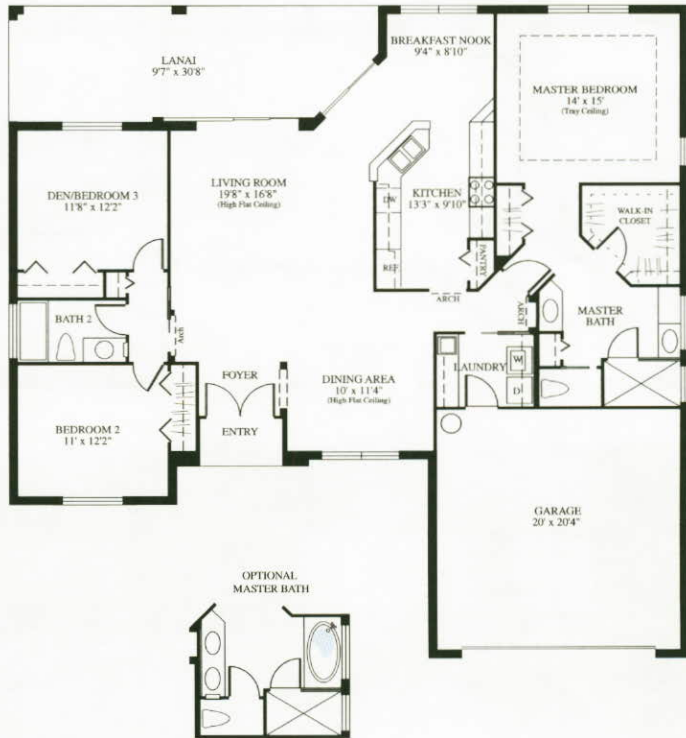 LANAI
9'7" x 30'8"
BREAKFAST NOOK
9'4" x 8'10"
MASTER BEDROOM
14' x 15'
(Tray Ceiling)
DEN/BEDROOM 3
11'8" x 12'2"
LIVING ROOM
19'8" x 16'8"
(High Flat Ceiling)
DW
KITCHEN
13'3" x 9'10"
REF.
PANTRY
WALK-IN
CLOSET
ARCH
ARCH
MASTER
BATH
BATH 2
Arch
LAUNDRY
W
D
FOYER
DINING AREA
10' x 11'4"
(High Flat Ceiling)
BEDROOM 2
11' x 12'2"
ENTRY
GARAGE
20' x 20'4"
OPTIONAL
MASTER BATH